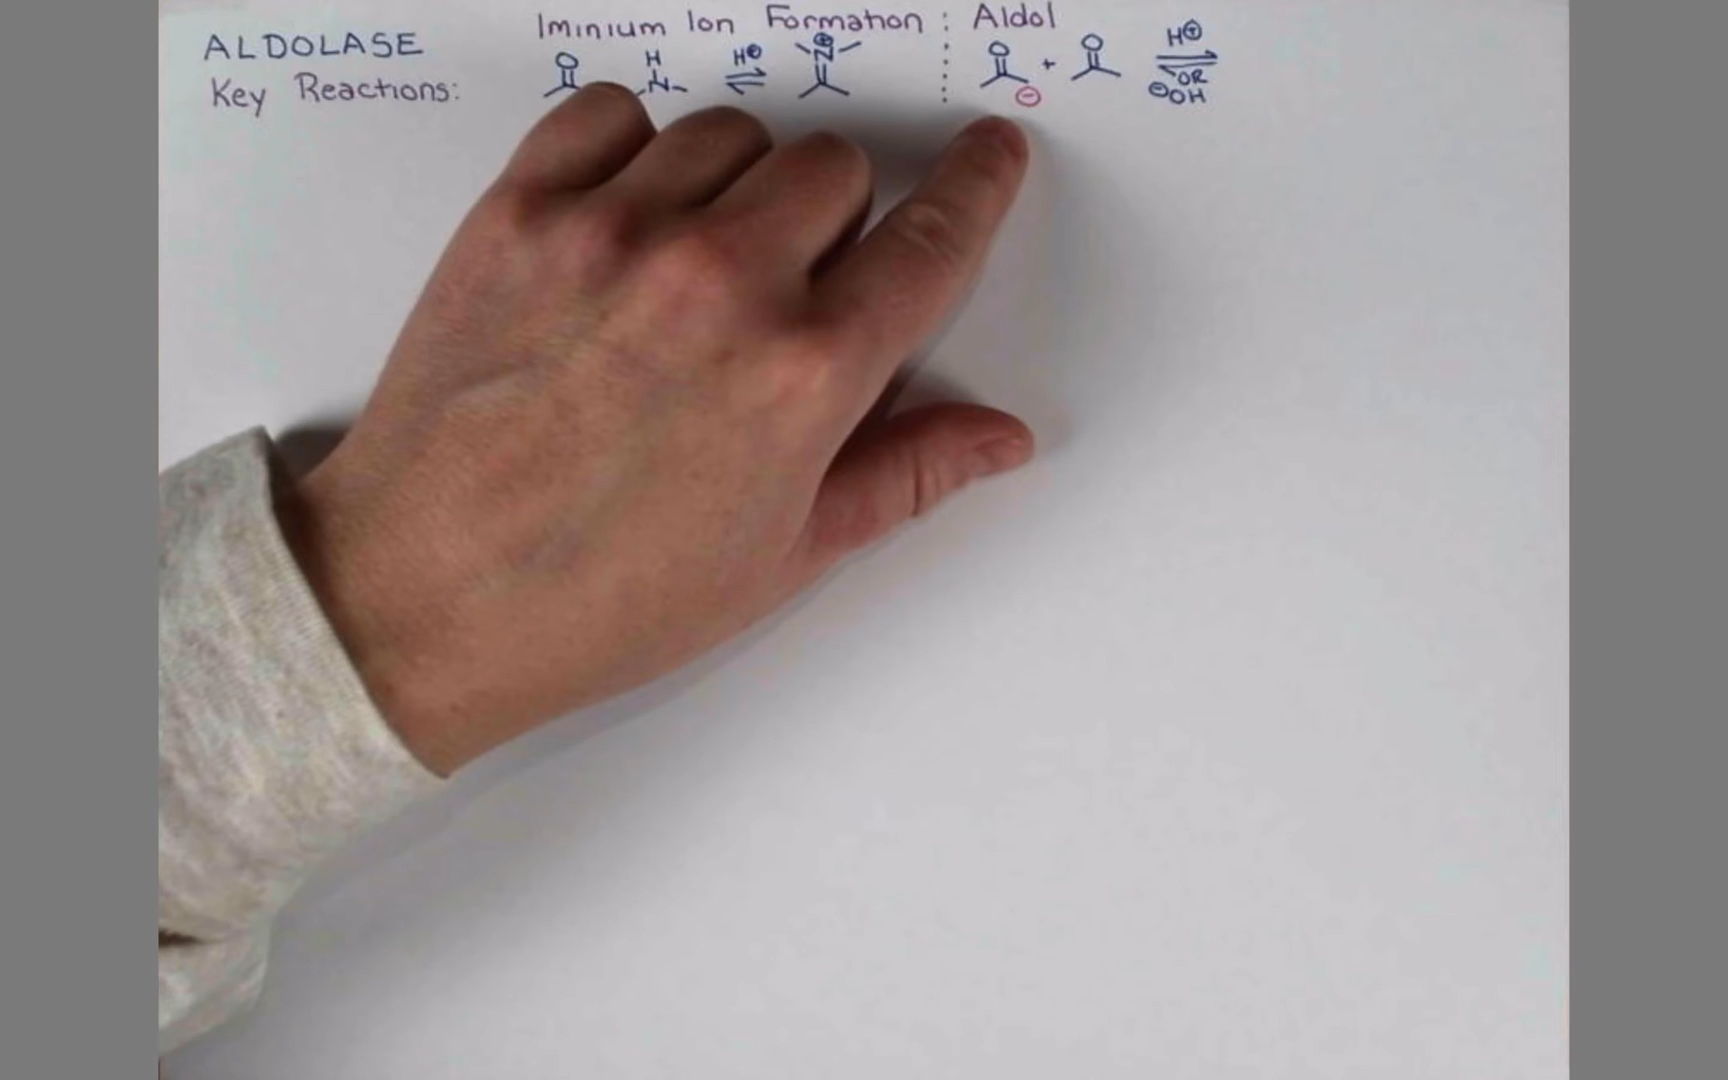 ALDOLASE
Key Reactions:
Iminium Ion Formation : Aldol
O H H⊕ ⊕N O + O H⊕
N ⊖ OR
⊖OH